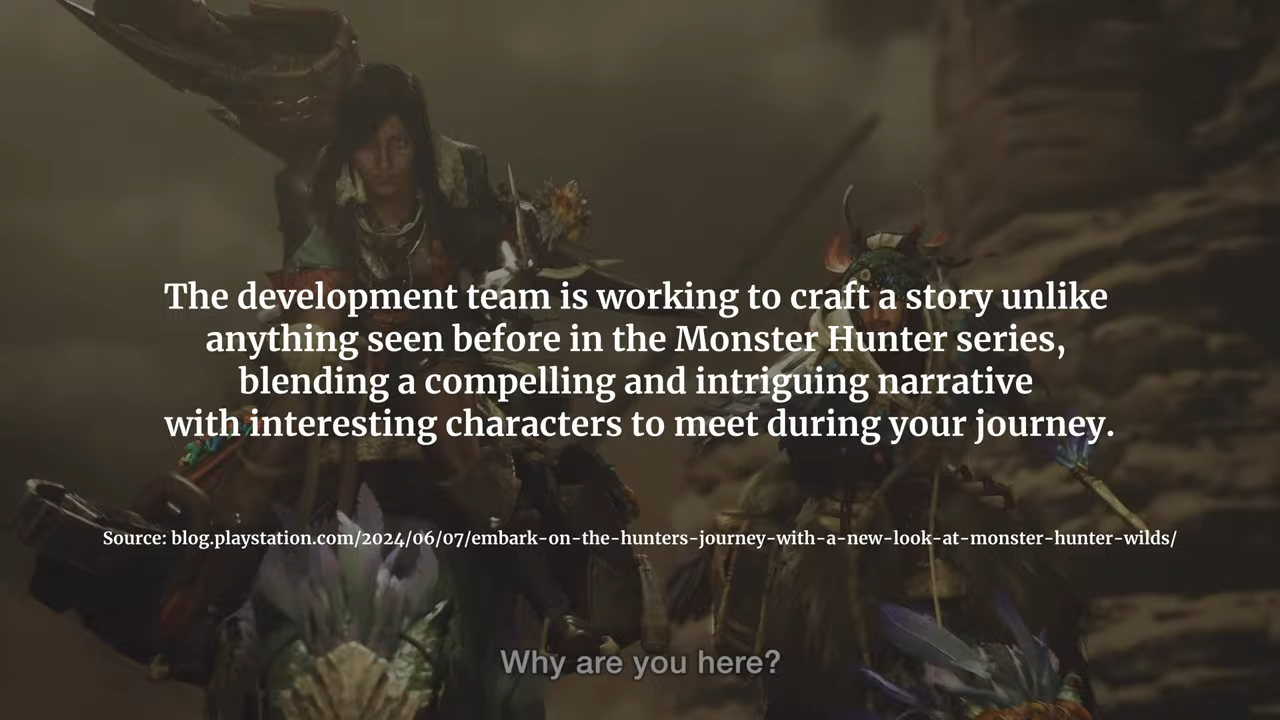 The development team is working to craft a story unlike
anything seen before in the Monster Hunter series,
blending a compelling and intriguing narrative
with interesting characters to meet during your journey.
Source: blog.playstation.com/2024/06/07/embark-on-the-hunters-journey-with-a-new-look-at-monster-hunter-wilds/
Why are you here?